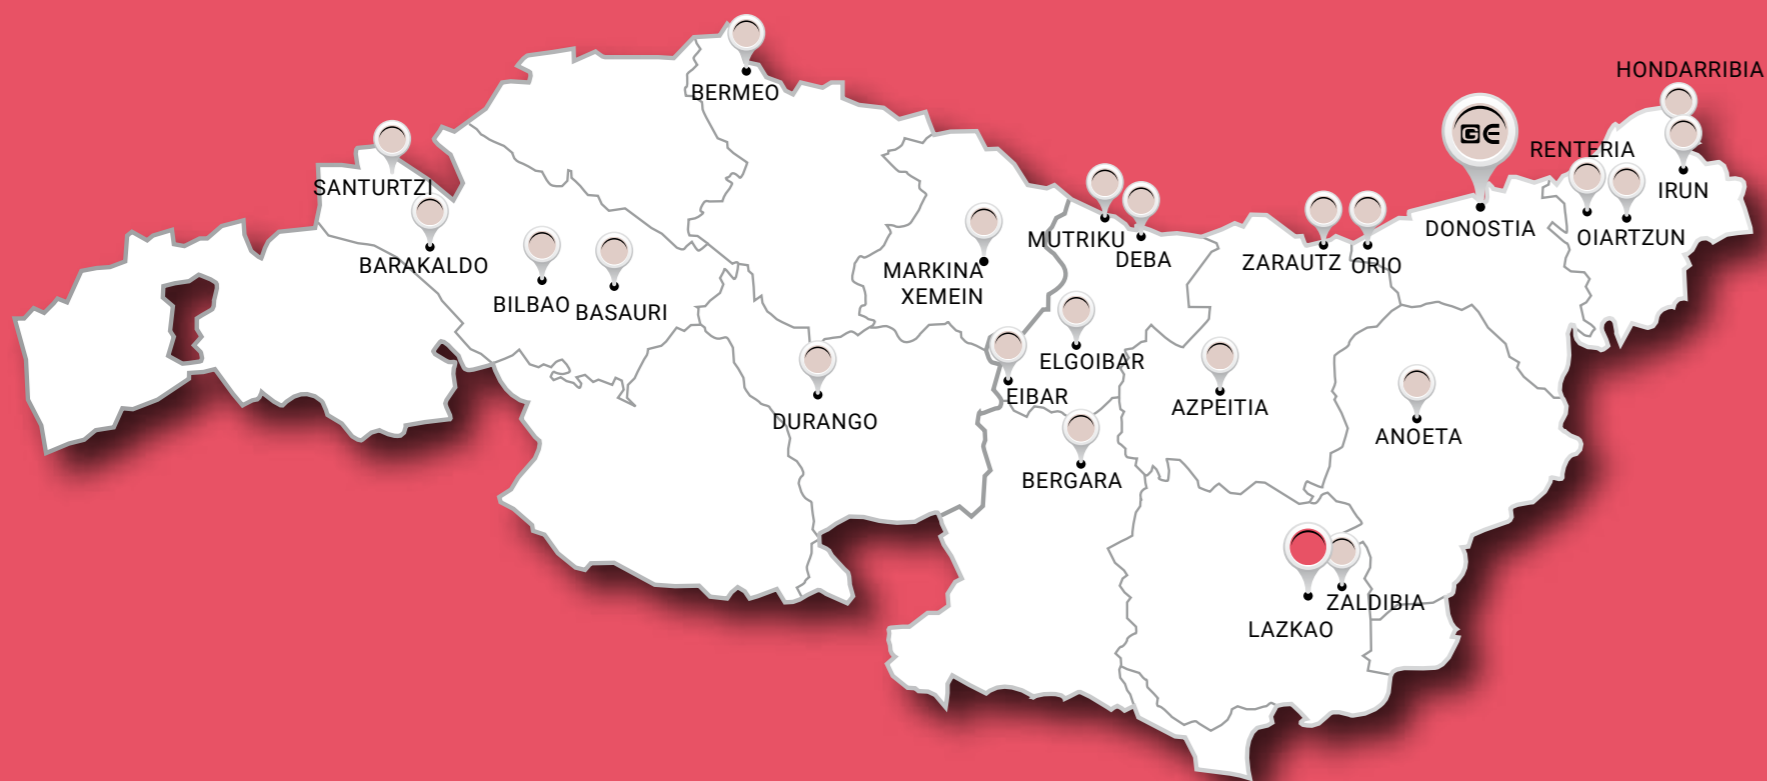 HONDARRIBIA
BERMEO
GE
RENTERIA
SANTURTZI
IRUN
DONOSTIA
OIARTZUN
MUTRIKU
DEBA
ZARAUTZ
ORIO
BARAKALDO
MARKINA
XEMEIN
BILBAO
BASAURI
ELGOIBAR
EIBAR
AZPEITIA
DURANGO
ANOETA
BERGARA
ZALDIBIA
LAZKAO